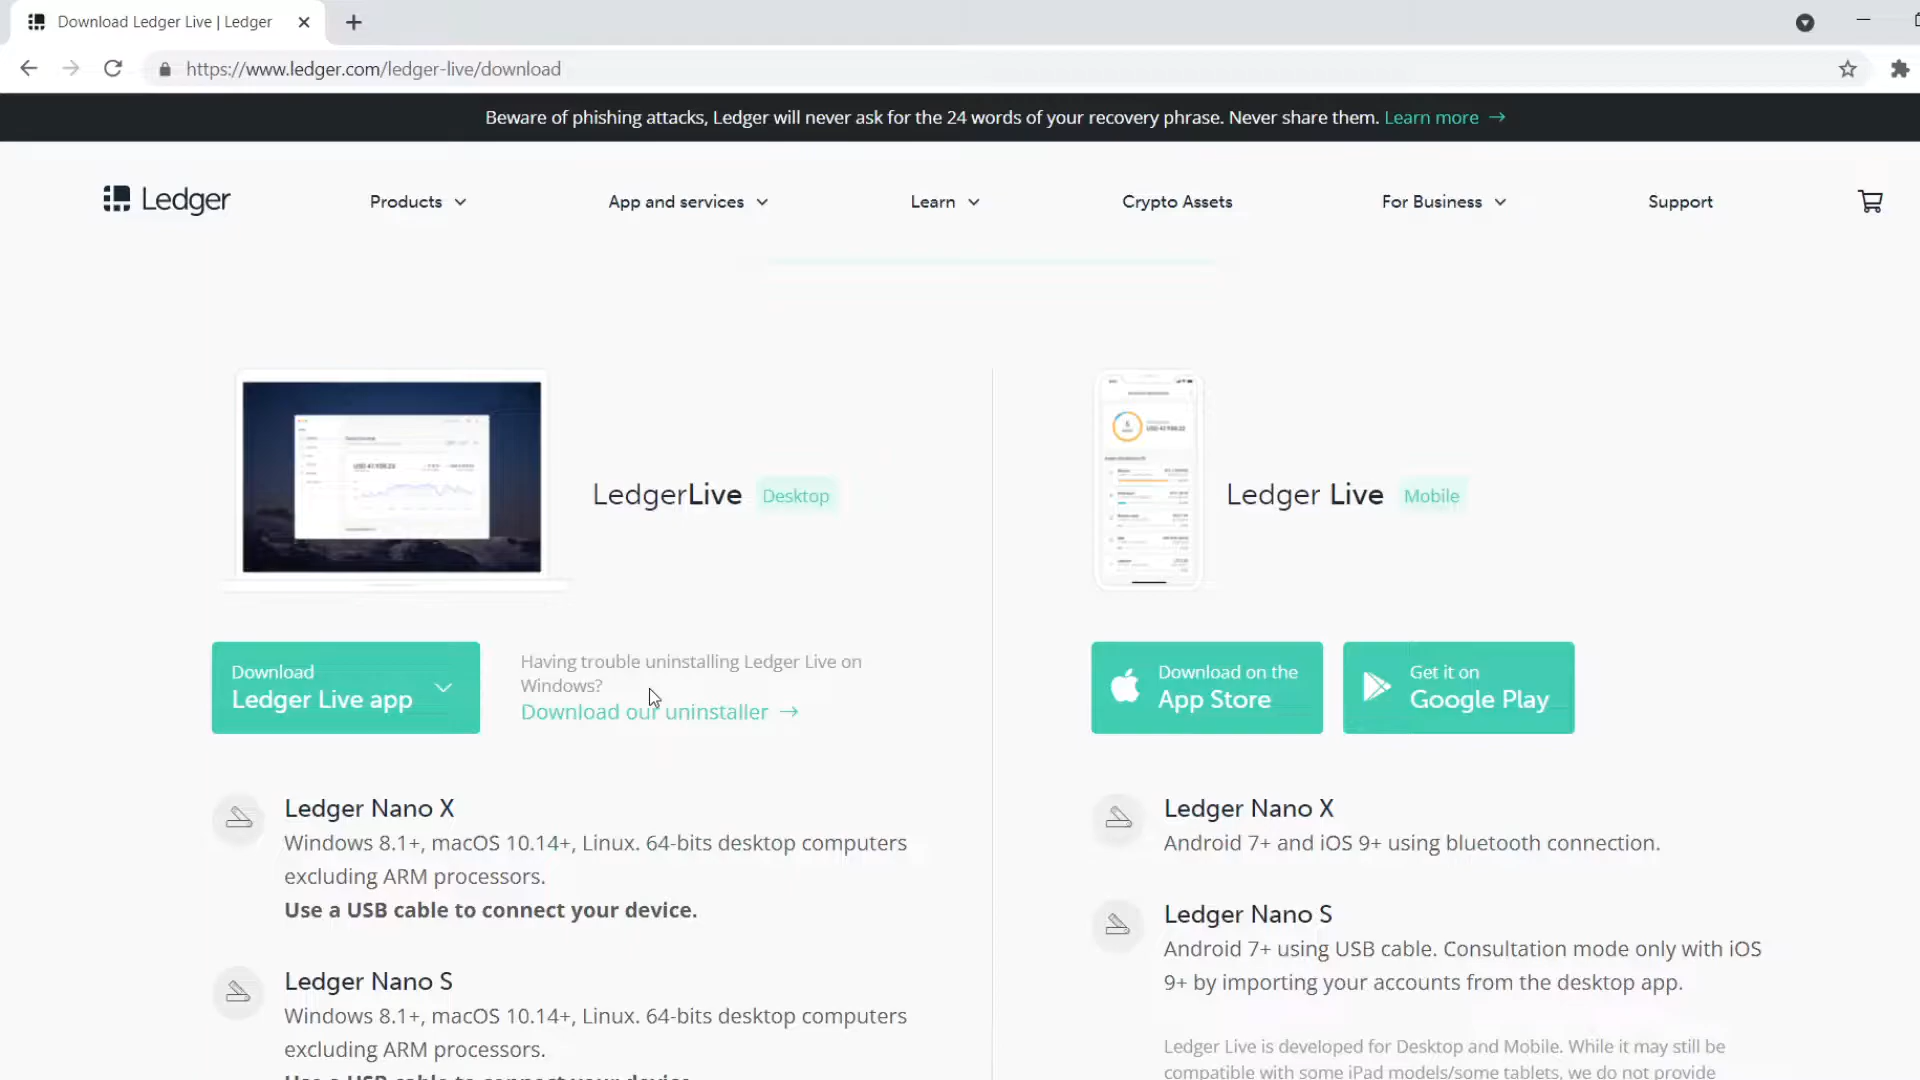 Download Ledger Live | Ledger
https://www.ledger.com/ledger-live/download
Beware of phishing attacks, Ledger will never ask for the 24 words of your recovery phrase. Never share them. Learn more →
Ledger
Products
App and services
Learn
Crypto Assets
For Business
Support
LedgerLive Desktop
Download
Ledger Live app
Having trouble uninstalling Ledger Live on
Windows?
Download our uninstaller →
Ledger Nano X
Windows 8.1+, macOS 10.14+, Linux. 64-bits desktop computers
excluding ARM processors.
Use a USB cable to connect your device.
Ledger Nano S
Windows 8.1+, macOS 10.14+, Linux. 64-bits desktop computers
excluding ARM processors.
Use a USB cable to connect your device.
Ledger Live Mobile
Download on the
App Store
Get it on
Google Play
Ledger Nano X
Android 7+ and iOS 9+ using bluetooth connection.
Ledger Nano S
Android 7+ using USB cable. Consultation mode only with iOS
9+ by importing your accounts from the desktop app.
Ledger Live is developed for Desktop and Mobile. While it may still be
compatible with some iPad models/some tablets, we do not provide